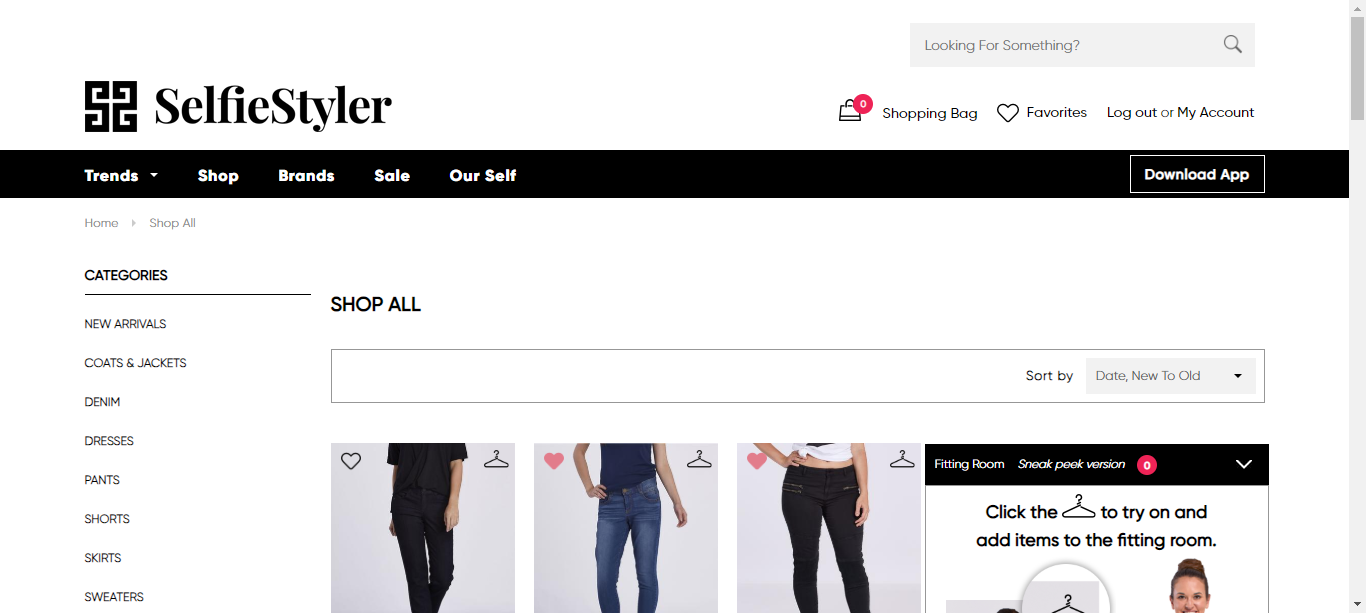 Looking For Something?
SelfieStyler
0
Shopping Bag
Favorites
Log out or My Account
Trends
Shop
Brands
Sale
Our Self
Download App
Home
Shop All
CATEGORIES
NEW ARRIVALS
COATS & JACKETS
DENIM
DRESSES
PANTS
SHORTS
SKIRTS
SWEATERS
SHOP ALL
Sort by
Date, New To Old
Fitting Room Sneak peek version 0
Click the to try on and
add items to the fitting room.